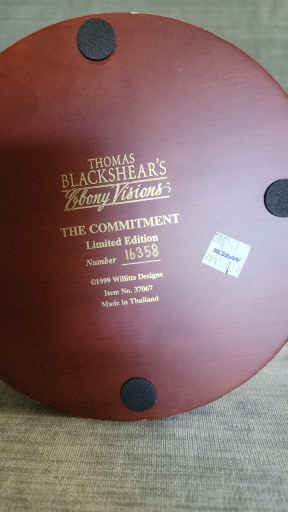 THOMAS
BLACKSHEAR'S
Ebony Visions
THE COMMITMENT
Limited Edition
Number 16358
©1999 Willitts Designs
Item No. 37067
Made in Thailand